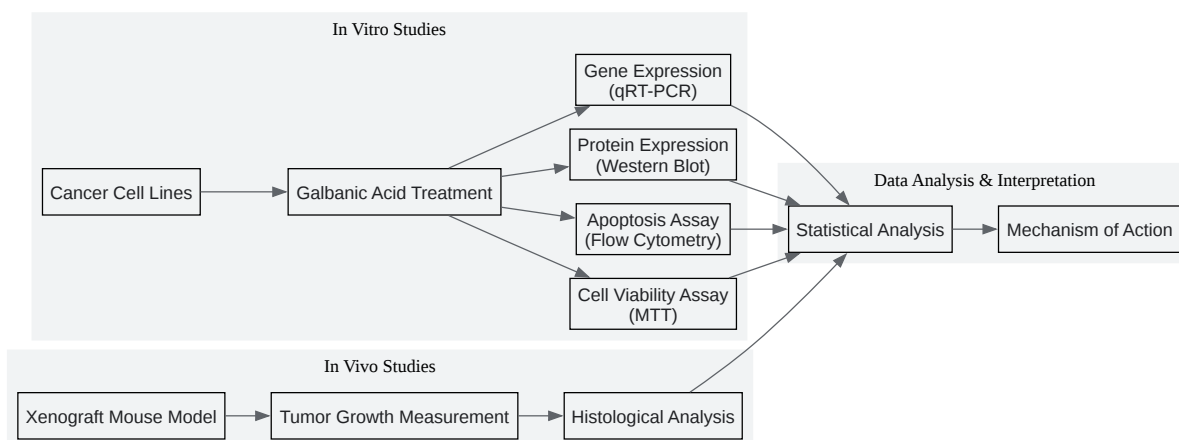 In Vitro Studies
Gene Expression
(qRT-PCR)
Protein Expression
(Western Blot)
Cancer Cell Lines
Galbanic Acid Treatment
Apoptosis Assay
(Flow Cytometry)
Cell Viability Assay
(MTT)
Data Analysis & Interpretation
Statistical Analysis
Mechanism of Action
In Vivo Studies
Xenograft Mouse Model
Tumor Growth Measurement
Histological Analysis